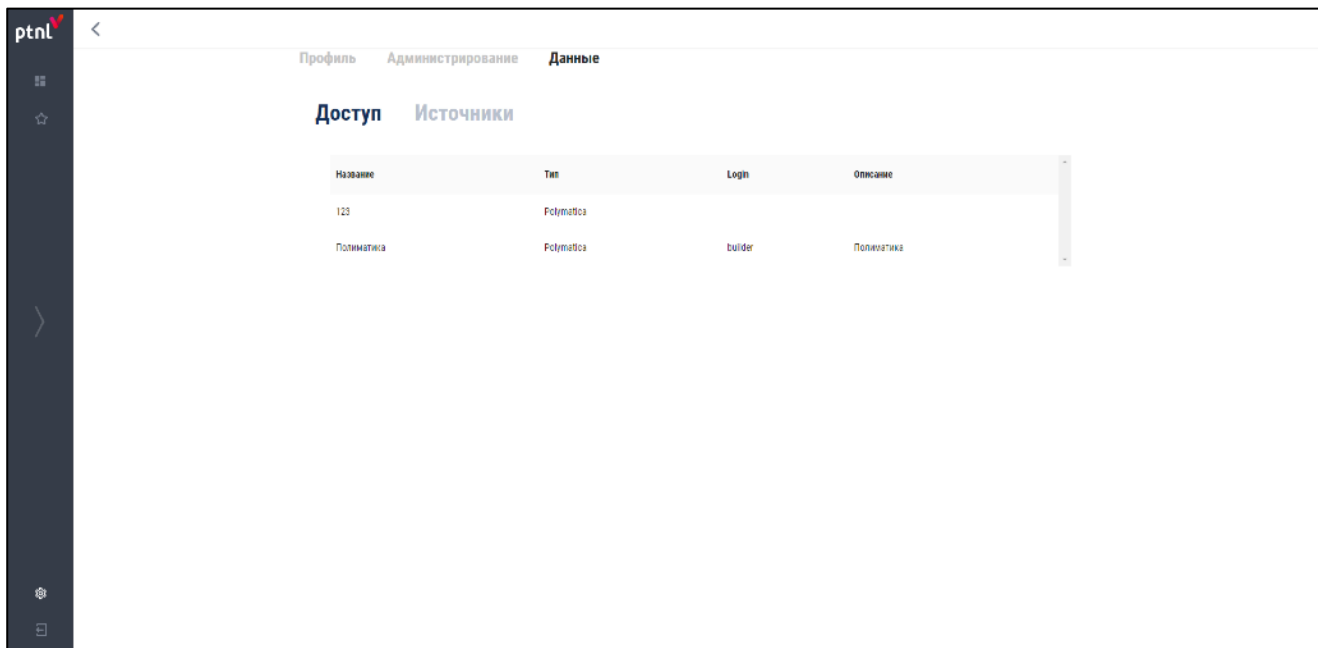 ptnl
Профиль Администрирование Данные
Доступ Источники
Название Тип Login Описание
123 Polymatica
Полиматика Polymatica builder Полиматика